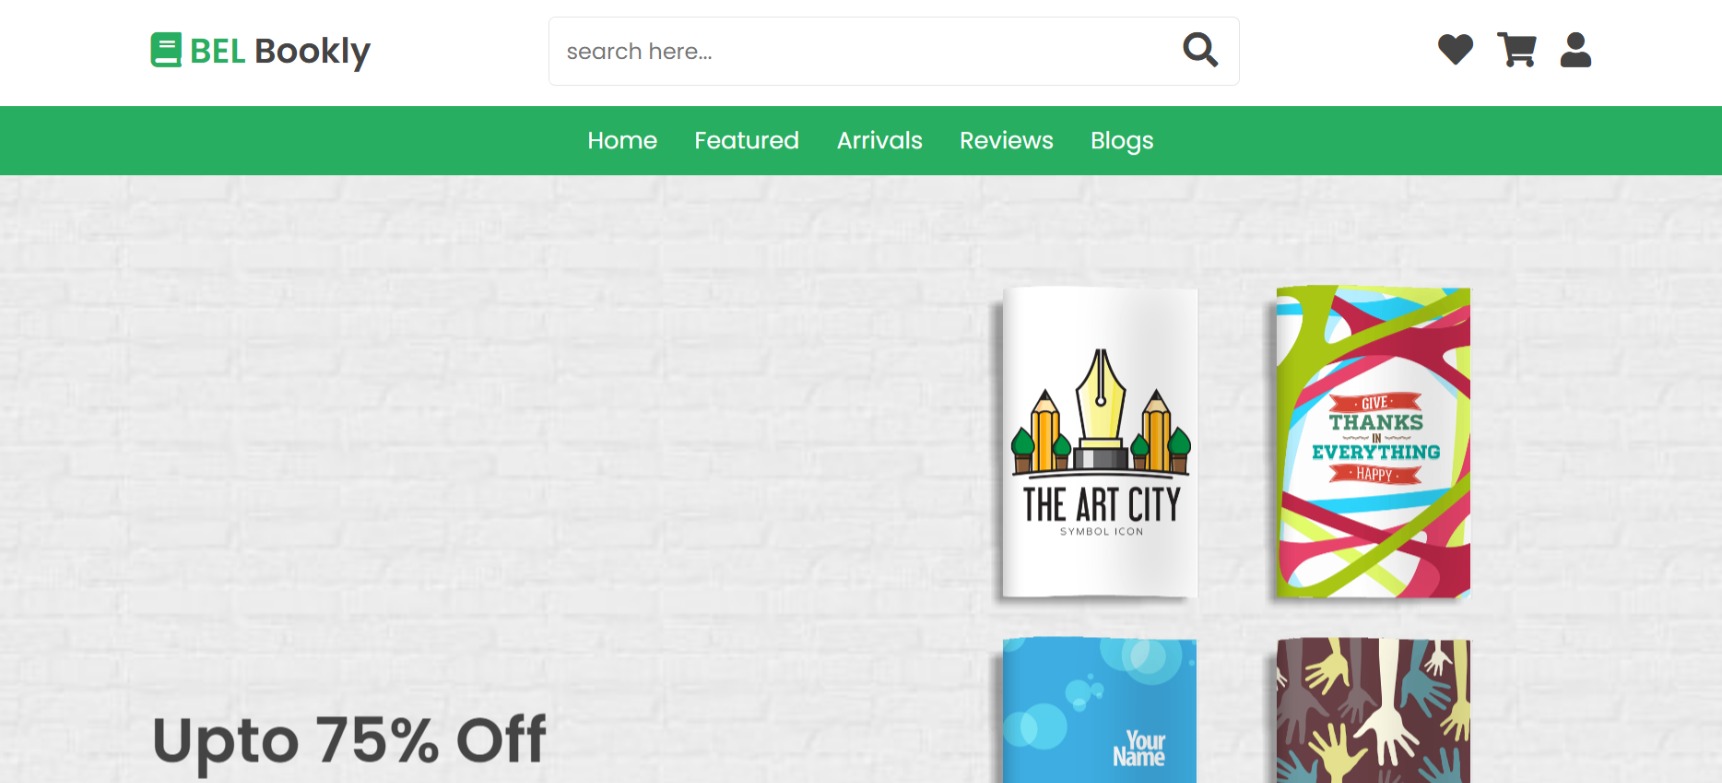 BEL Bookly
search here...
Home Featured Arrivals Reviews Blogs
THE ART CITY
SYMBOL ICON
· GIVE ·
THANKS
IN
EVERYTHING
· HAPPY ·
Your
Name
Upto 75% Off